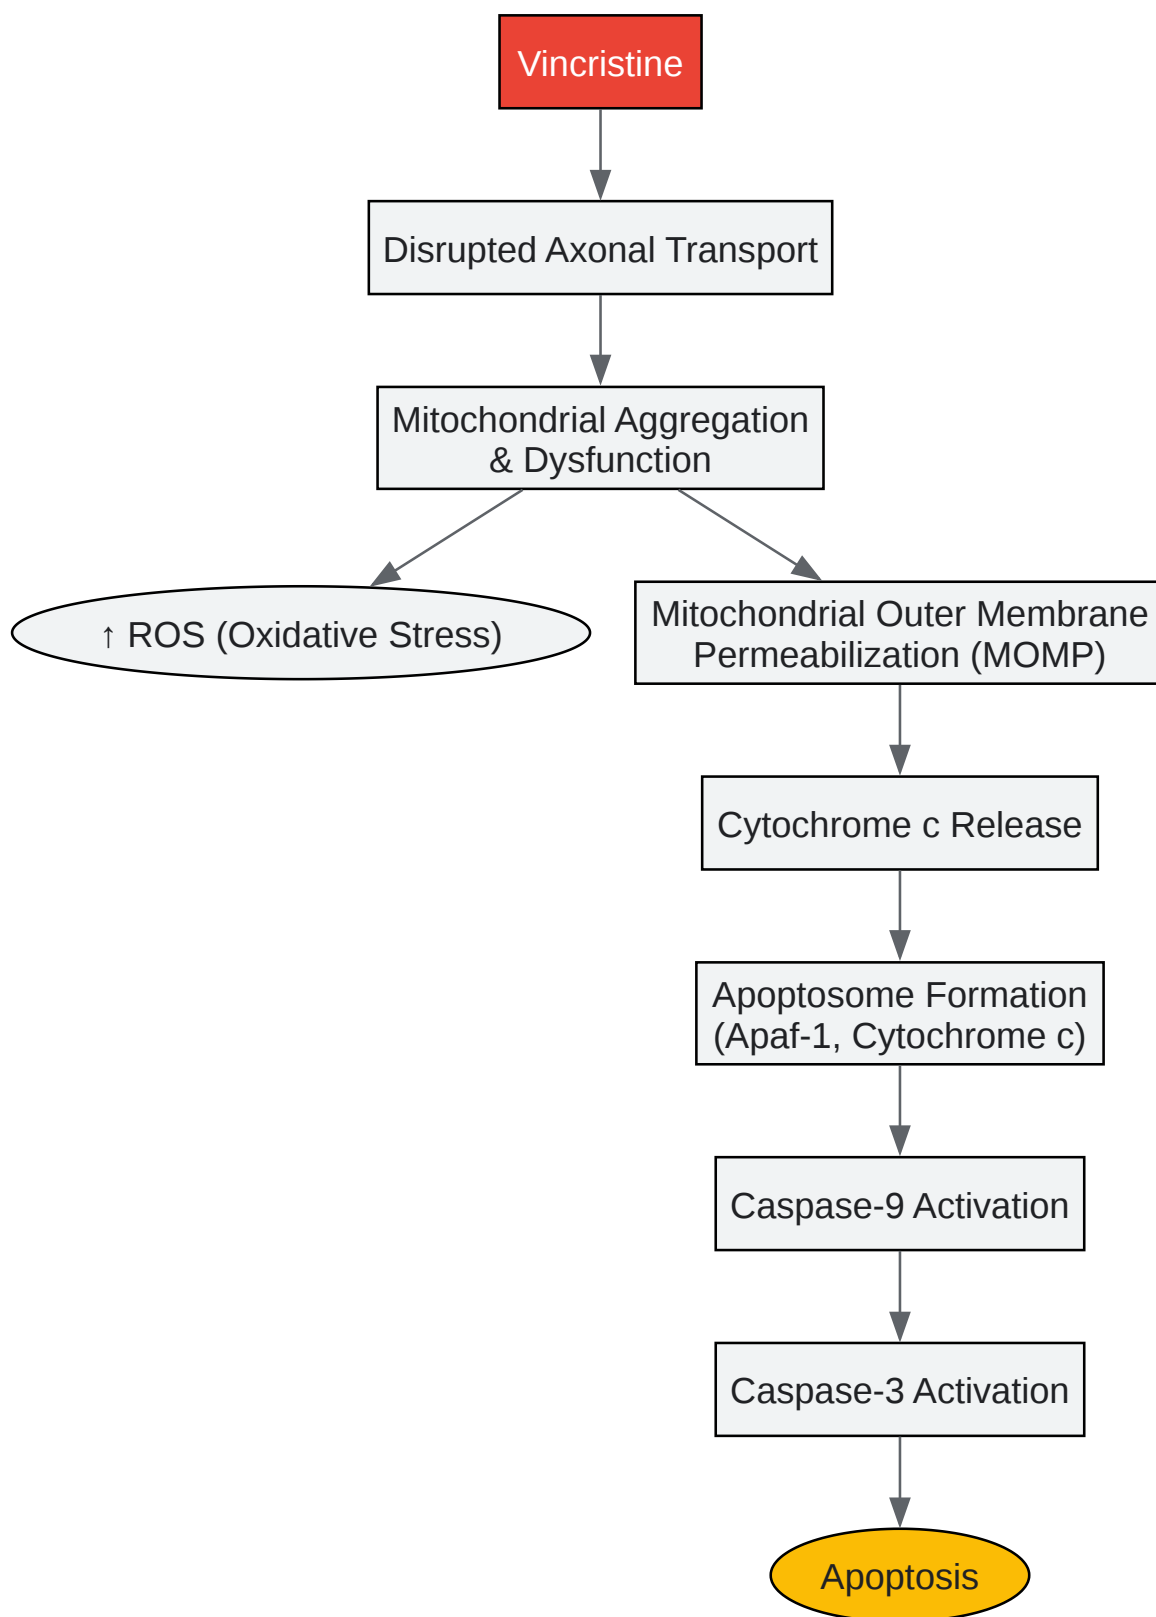 Vincristine
Disrupted Axonal Transport
Mitochondrial Aggregation
& Dysfunction
↑ ROS (Oxidative Stress)
Mitochondrial Outer Membrane
Permeabilization (MOMP)
Cytochrome c Release
Apoptosome Formation
(Apaf-1, Cytochrome c)
Caspase-9 Activation
Caspase-3 Activation
Apoptosis